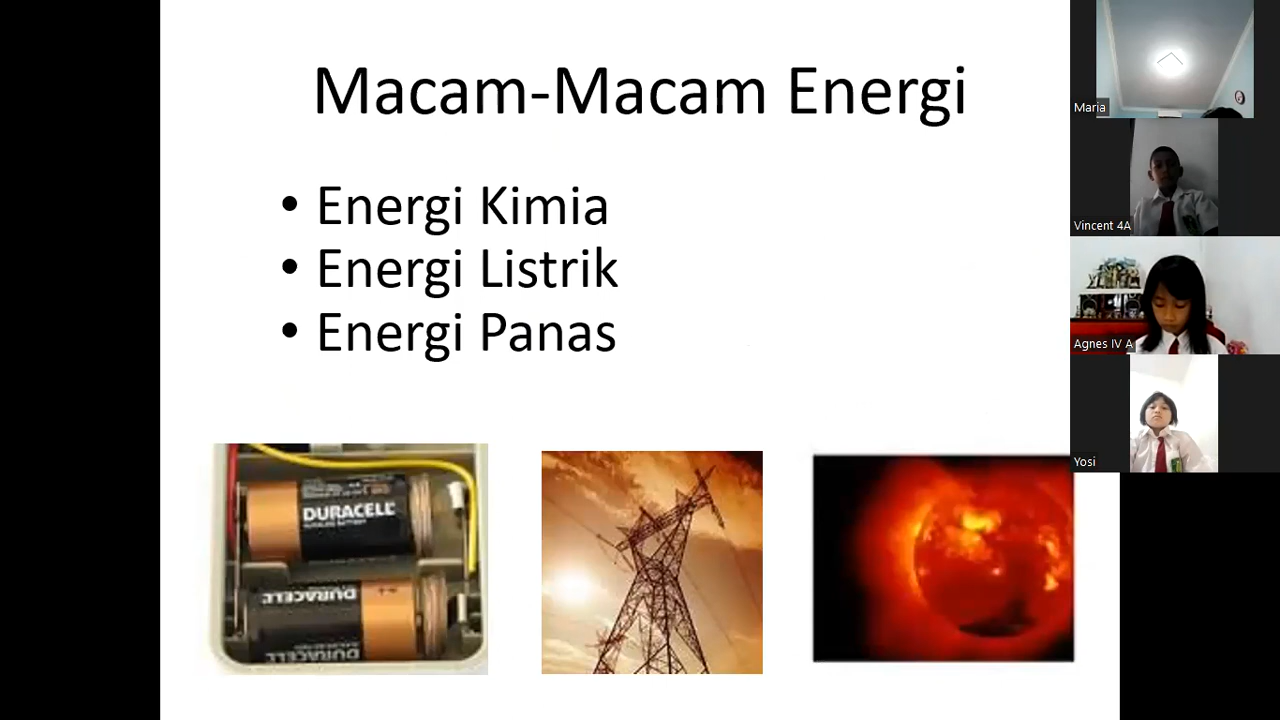 Macam-Macam Energi
• Energi Kimia
• Energi Listrik
• Energi Panas
DURACELL
DURACELL
Maria
Vincent 4A
Agnes IV A
Yosi